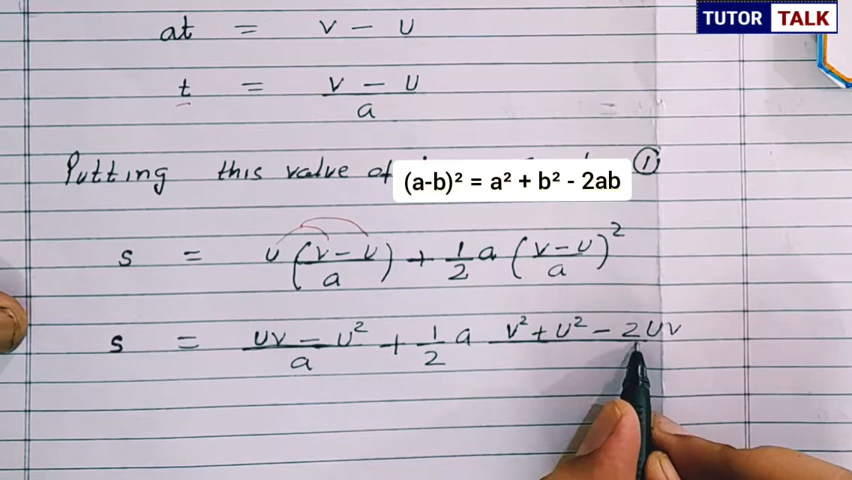 TUTOR TALK
at = v - u
t = v - u / a
Putting this value of ①
(a-b)² = a² + b² - 2ab
s = u (v - u / a) + 1/2 a (v - u / a)²
s = uv - u² / a + 1/2 a v² + u² - 2uv